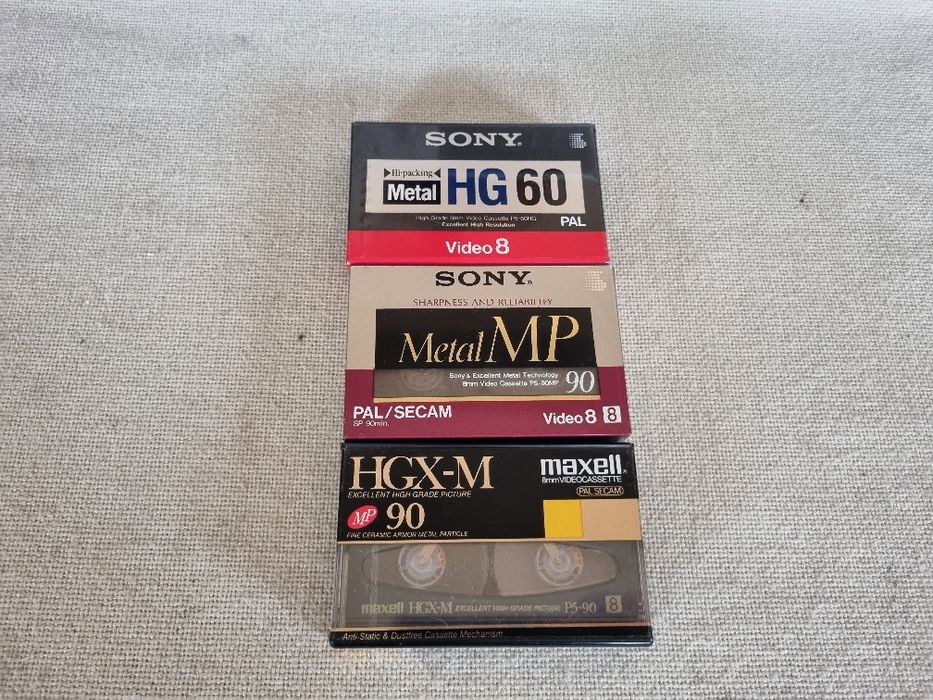 SONY®
Hi-packing
Metal HG 60
High Grade 8mm Video Cassette P5-60HG
Excellent High Resolution
PAL
Video 8
SONY®
SHARPNESS AND RELIABILITY
Metal MP
Sony's Excellent Metal Technology
8mm Video Cassette P5-90MP 90
PAL/SECAM
SP 90min.
Video 8 8
HGX-M maxell®
EXCELLENT HIGH GRADE PICTURE 8mm VIDEOCASSETTE
PAL SECAM
MP 90
FINE CERAMIC ARMOR METAL PARTICLE
maxell HGX-M EXCELLENT HIGH GRADE PICTURE P5-90 8
Anti-Static & Dustfree Cassette Mechanism